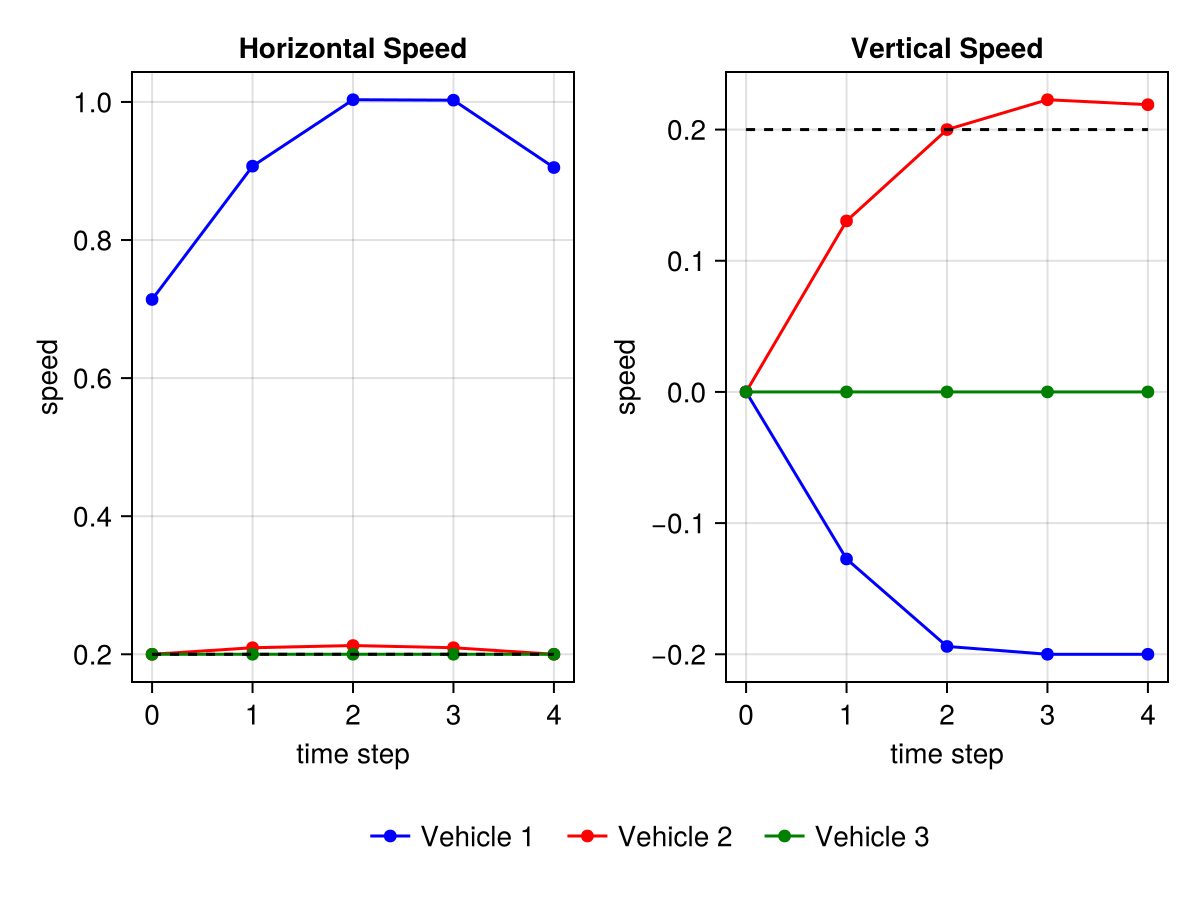 Horizontal Speed
speed
1.0
0.8
0.6
0.4
0.2
0 1 2 3 4
time step
Vertical Speed
speed
0.2
0.1
0.0
−0.1
−0.2
0 1 2 3 4
time step
Vehicle 1 Vehicle 2 Vehicle 3